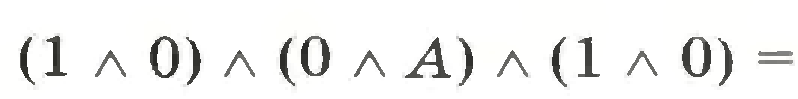 (1 ∧ 0) ∧ (0 ∧ A) ∧ (1 ∧ 0) =